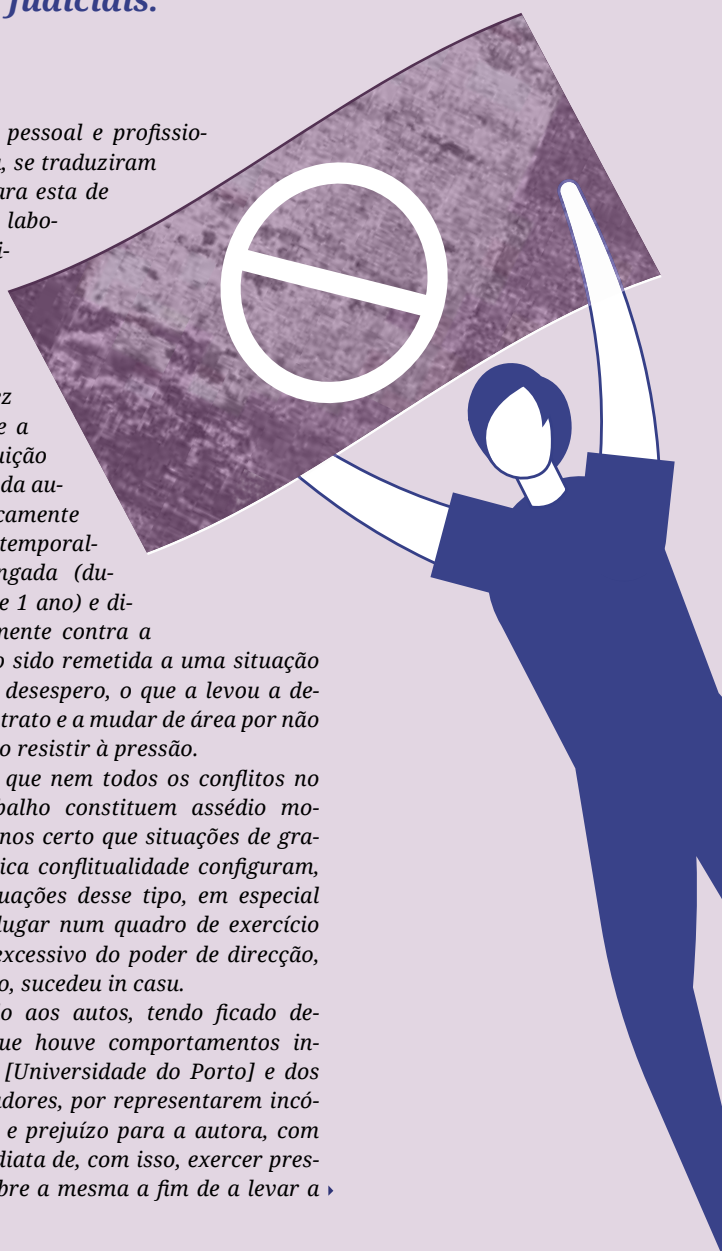 judiciais.
pessoal e profissio-
, se traduziram
ara esta de
labo-
i-
ez
e a
uição
da au-
camente
temporal-
ngada (du-
e 1 ano) e di-
mente contra a
o sido remetida a uma situação
desespero, o que a levou a de-
trato e a mudar de área por não
o resistir à pressão.
que nem todos os conflitos no
balho constituem assédio mo-
nos certo que situações de gra-
ica conflitualidade configuram,
uações desse tipo, em especial
lugar num quadro de exercício
excessivo do poder de direcção,
o, sucedeu in casu.
o aos autos, tendo ficado de-
ue houve comportamentos in-
[Universidade do Porto] e dos
adores, por representarem incó-
e prejuízo para a autora, com
diata de, com isso, exercer pres-
bre a mesma a fim de a levar a